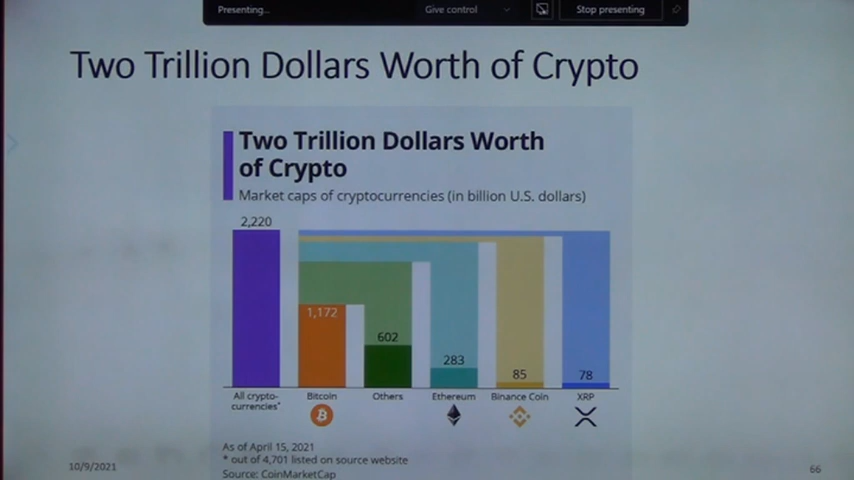 Presenting...
Give control
Stop presenting
Two Trillion Dollars Worth of Crypto
Two Trillion Dollars Worth
of Crypto
Market caps of cryptocurrencies (in billion U.S. dollars)
2,220
1,172
602
283
85
78
All crypto-
currencies*
Bitcoin
Others
Ethereum
Binance Coin
XRP
As of April 15, 2021
* out of 4,701 listed on source website
Source: CoinMarketCap
10/9/2021
66